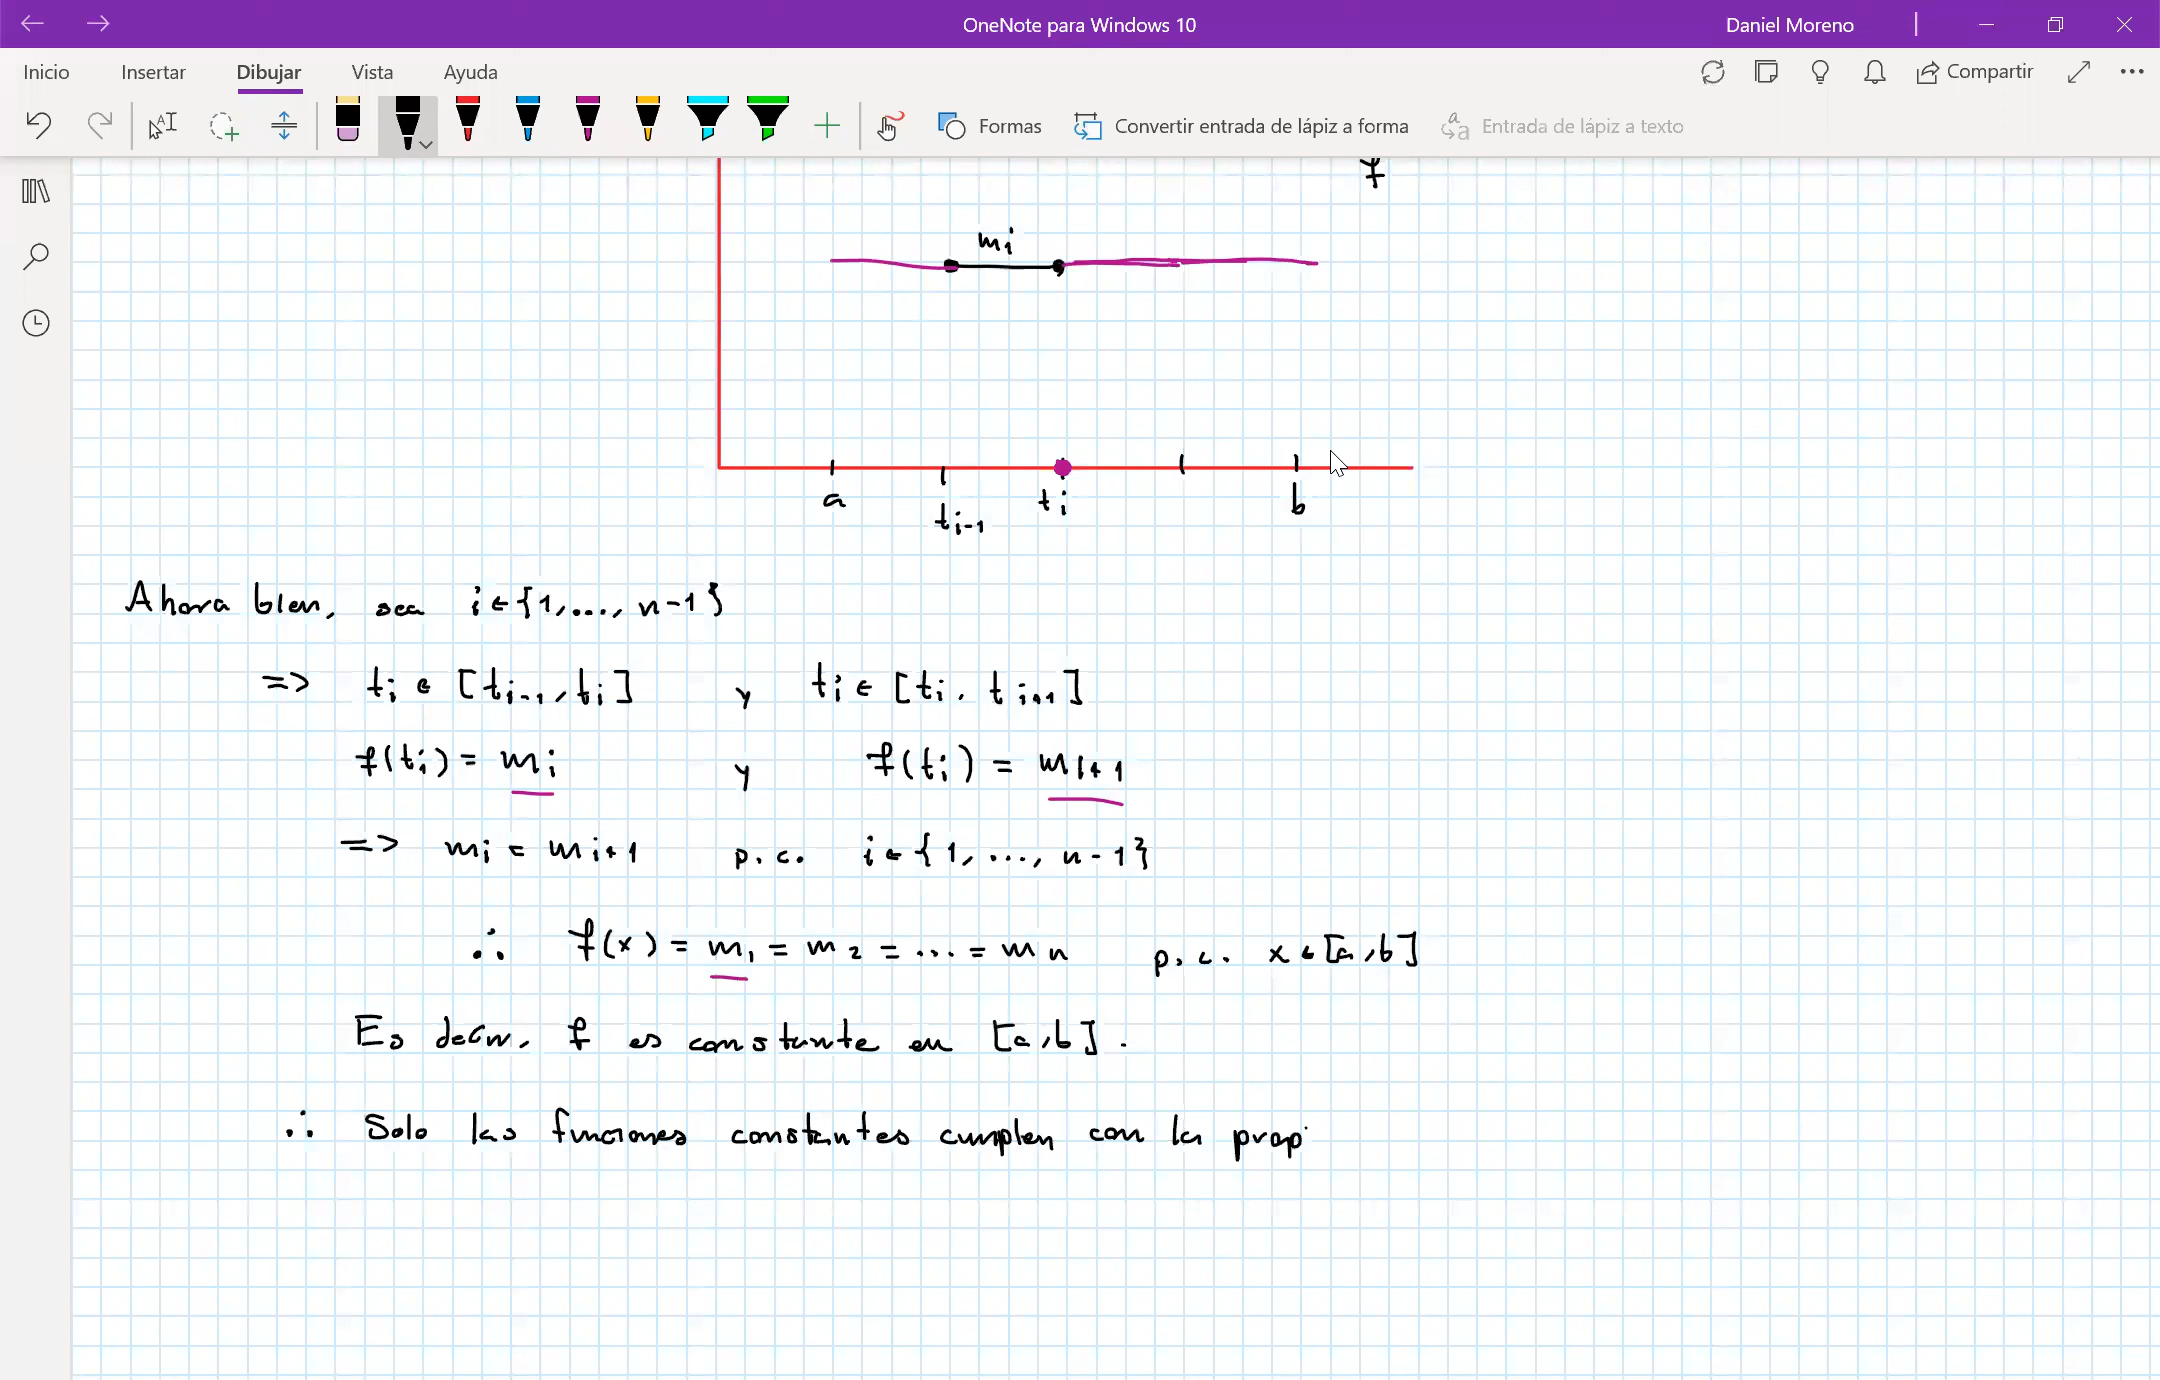 OneNote para Windows 10
Daniel Moreno
Inicio Insertar Dibujar Vista Ayuda
Compartir
Formas Convertir entrada de lápiz a forma Entrada de lápiz a texto
f
mi
a ti-1 ti b
Ahora bien, sea i ∈ {1, ..., n-1}
=> ti ∈ [ti-1, ti] y ti ∈ [ti, ti+1]
f(ti) = mi y f(ti) = mi+1
=> mi = mi+1 p.c. i ∈ {1, ..., n-1}
∴ f(x) = m1 = m2 = ... = mn p.c. x ∈ [a,b]
Es decir, f es constante en [a,b].
∴ Solo las funciones constantes cumplen con la prop